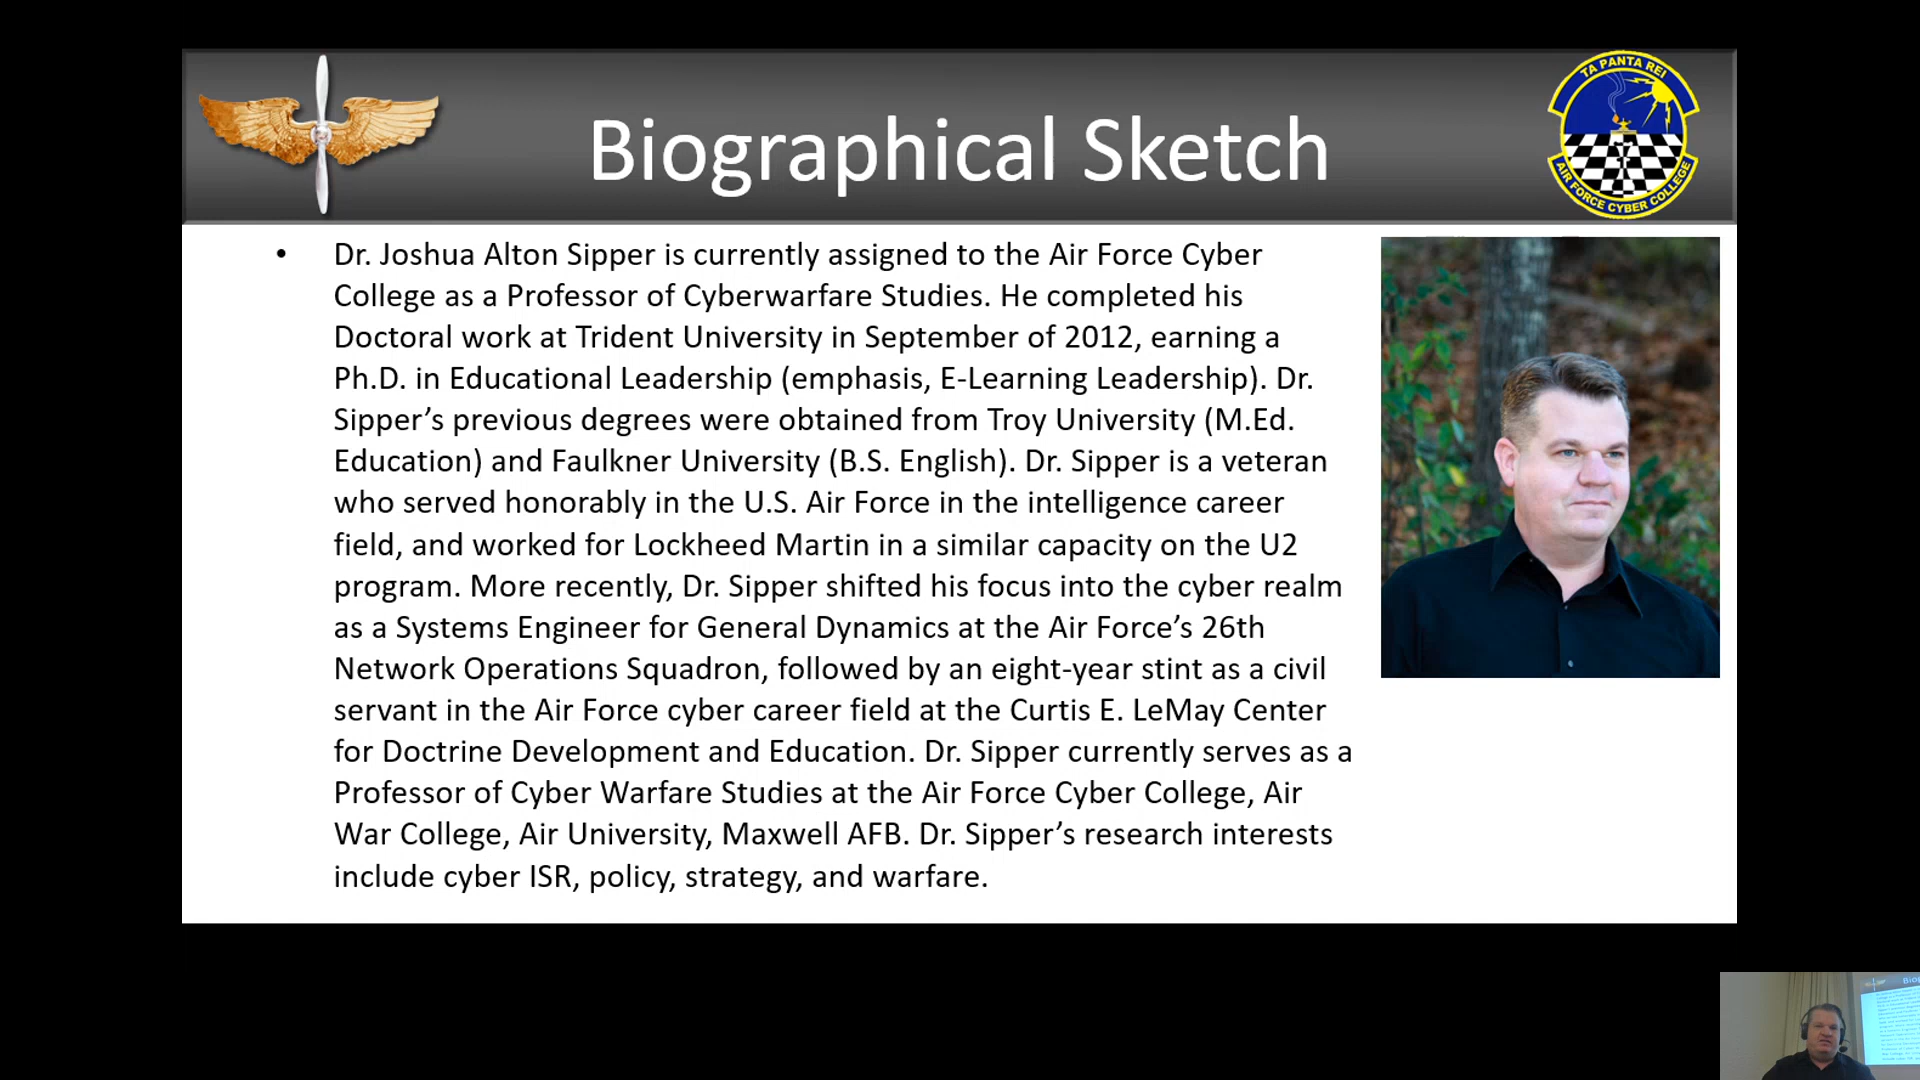 Biographical Sketch
TA PANTA REI
AIR FORCE CYBER COLLEGE
• Dr. Joshua Alton Sipper is currently assigned to the Air Force Cyber
College as a Professor of Cyberwarfare Studies. He completed his
Doctoral work at Trident University in September of 2012, earning a
Ph.D. in Educational Leadership (emphasis, E-Learning Leadership). Dr.
Sipper’s previous degrees were obtained from Troy University (M.Ed.
Education) and Faulkner University (B.S. English). Dr. Sipper is a veteran
who served honorably in the U.S. Air Force in the intelligence career
field, and worked for Lockheed Martin in a similar capacity on the U2
program. More recently, Dr. Sipper shifted his focus into the cyber realm
as a Systems Engineer for General Dynamics at the Air Force’s 26th
Network Operations Squadron, followed by an eight-year stint as a civil
servant in the Air Force cyber career field at the Curtis E. LeMay Center
for Doctrine Development and Education. Dr. Sipper currently serves as a
Professor of Cyber Warfare Studies at the Air Force Cyber College, Air
War College, Air University, Maxwell AFB. Dr. Sipper’s research interests
include cyber ISR, policy, strategy, and warfare.